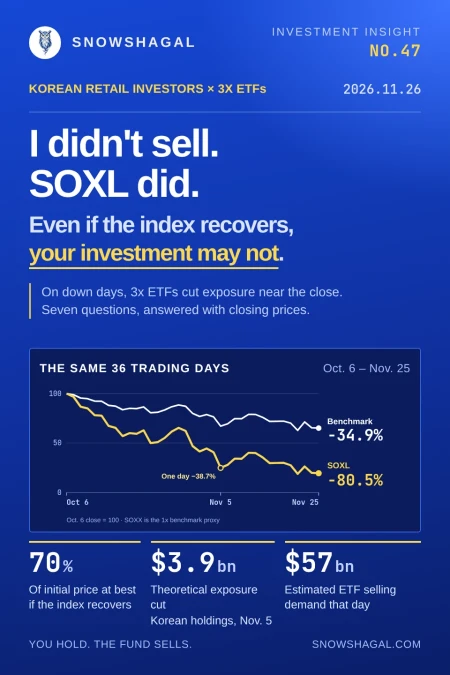 SNOWSHAGAL
INVESTMENT INSIGHT
NO.47
KOREAN RETAIL INVESTORS × 3X ETFs
2026.11.26
I didn't sell.
SOXL did.
Even if the index recovers,
your investment may not.
On down days, 3x ETFs cut exposure near the close.
Seven questions, answered with closing prices.
THE SAME 36 TRADING DAYS
Oct. 6 – Nov. 25
100
50
0
Benchmark
-34.9%
SOXL
-80.5%
One day −38.7%
Oct 6
Nov 5
Nov 25
Oct. 6 close = 100 · SOXX is the 1x benchmark proxy
70%
Of initial price at best
if the index recovers
$3.9bn
Theoretical exposure
cut
Korean holdings, Nov. 5
$57bn
Estimated ETF selling
demand that day
YOU HOLD. THE FUND SELLS.
SNOWSHAGAL.COM